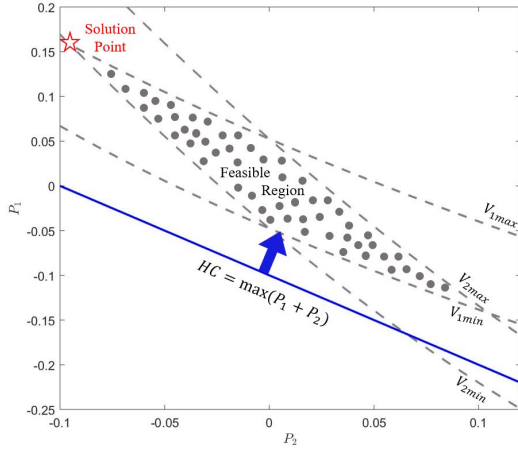 0.2
0.15
0.1
0.05
0
-0.05
-0.1
-0.15
-0.2
-0.25
P₁
Solution
Point
Feasible
Region
V₁max
V₂max
V₁min
V₂min
HC = max(P₁ + P₂)
-0.1
-0.05
0
0.05
0.1
P₂